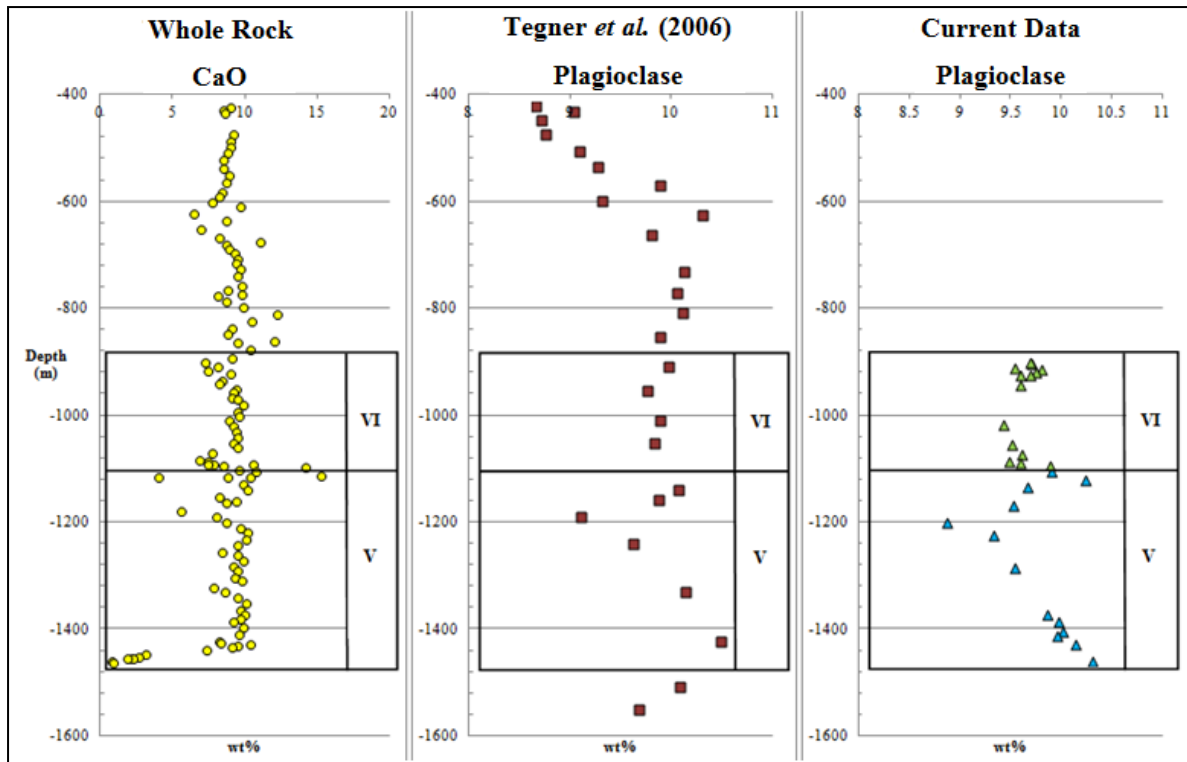 Whole Rock
CaO
0 5 10 15 20
-400
-600
-800
Depth
(m)
-1000
-1200
-1400
-1600
VI
V
wt%
Tegner et al. (2006)
Plagioclase
8 9 10 11
-400
-600
-800
-1000
-1200
-1400
-1600
VI
V
wt%
Current Data
Plagioclase
8 8.5 9 9.5 10 10.5 11
-400
-600
-800
-1000
-1200
-1400
-1600
VI
V
wt%